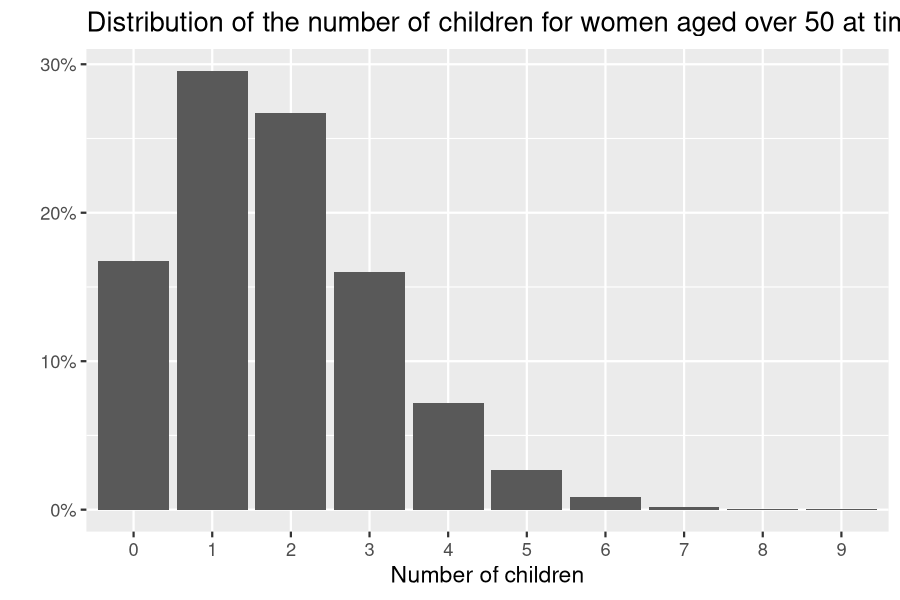 Distribution of the number of children for women aged over 50 at
30%
20%
10%
0%
0 1 2 3 4 5 6 7 8 9
Number of children